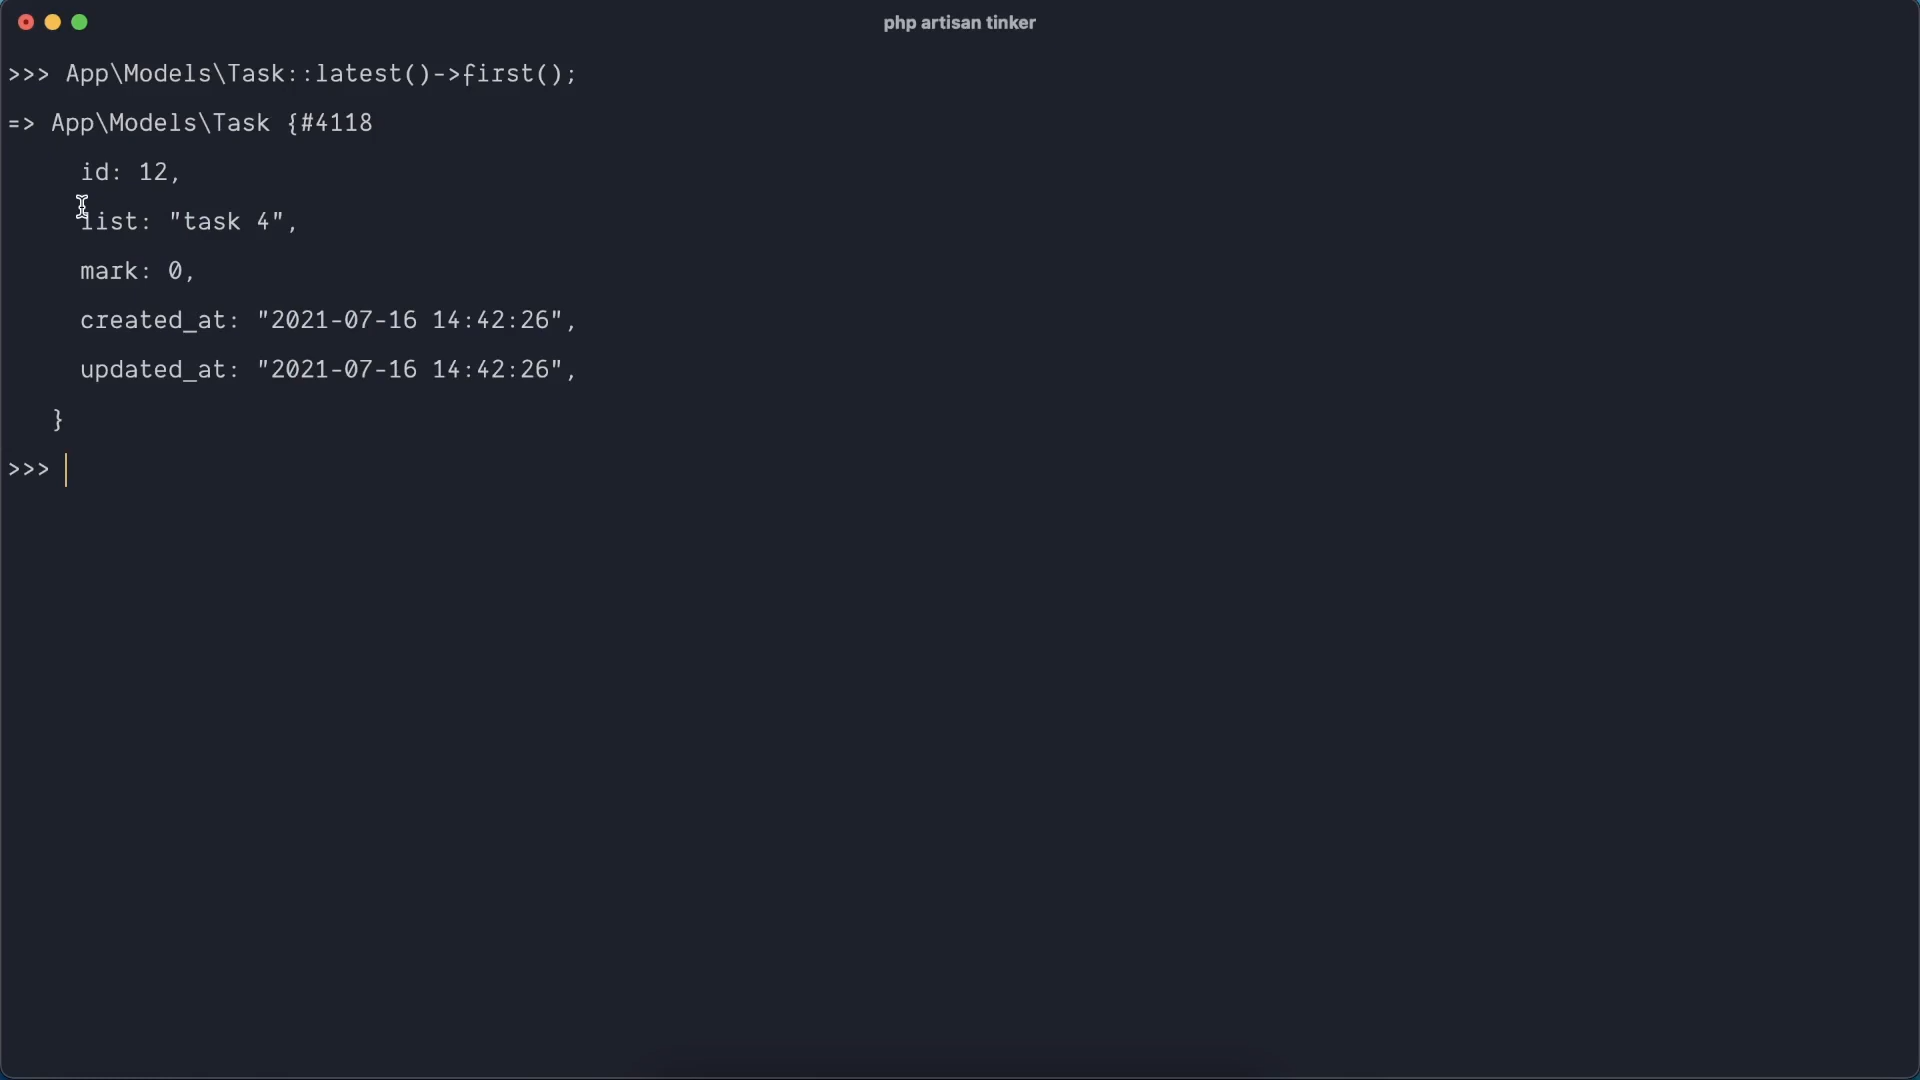 php artisan tinker
>>> App\Models\Task::latest()->first();
=> App\Models\Task {#4118
id: 12,
list: "task 4",
mark: 0,
created_at: "2021-07-16 14:42:26",
updated_at: "2021-07-16 14:42:26",
}
>>>